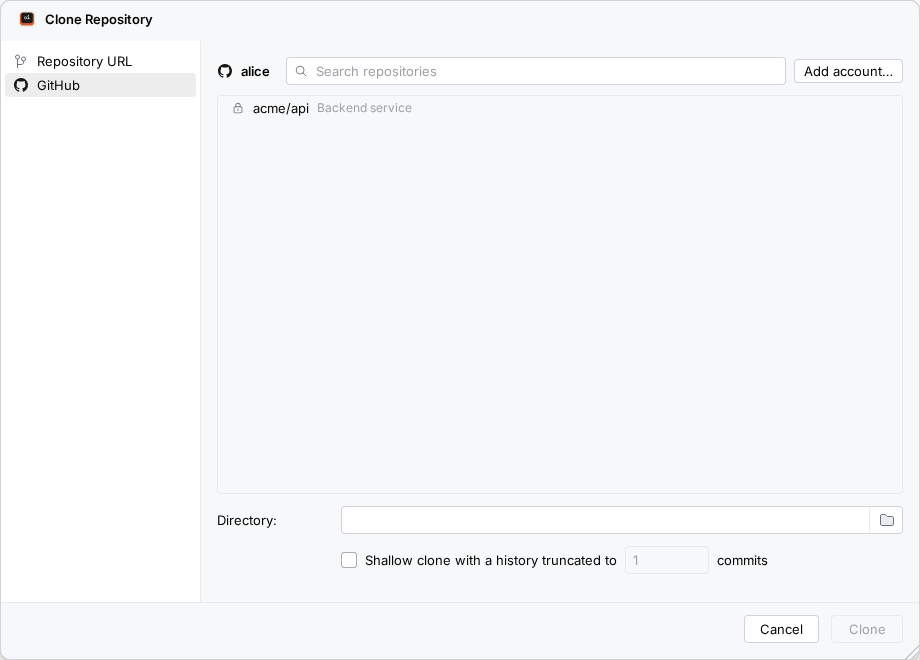 Clone Repository
Repository URL
GitHub
alice
Search repositories
Add account...
acme/api Backend service
Directory:
Shallow clone with a history truncated to 1 commits
Cancel
Clone